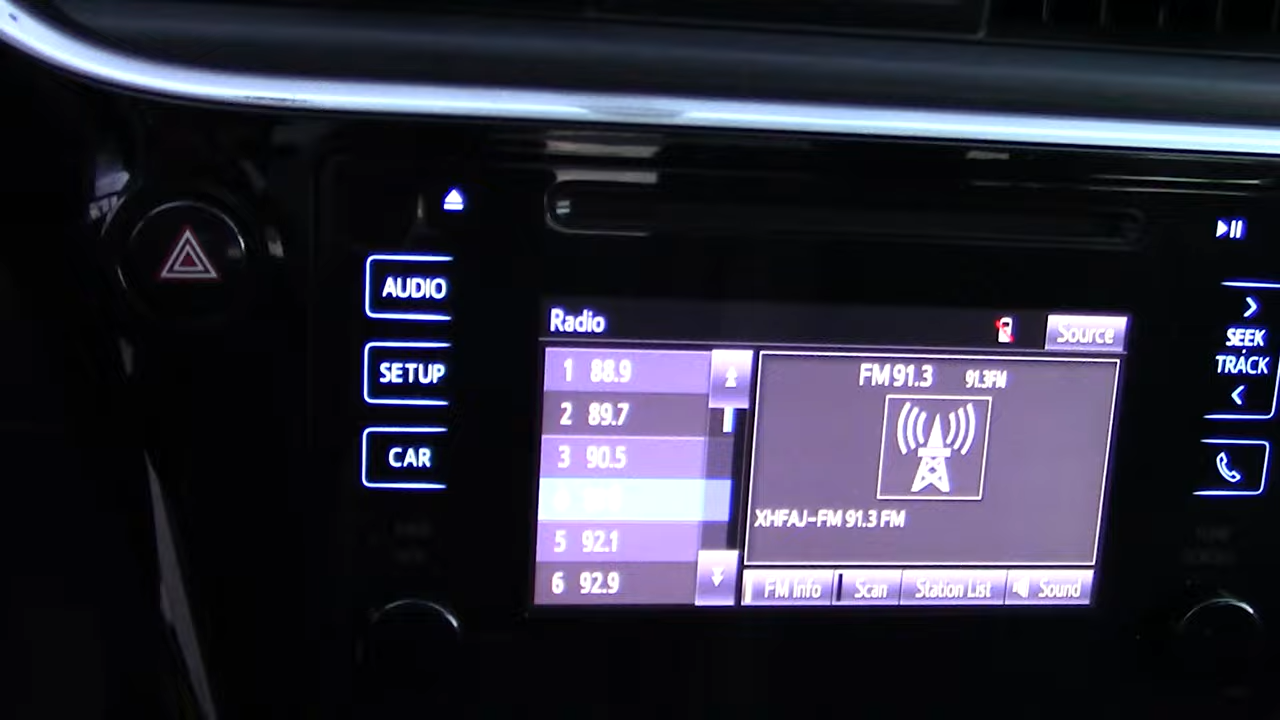 AUDIO
SETUP
CAR
Radio
Source
1 88.9
2 89.7
3 90.5
5 92.1
6 92.9
FM 91.3 91.3FM
XHFAJ-FM 91.3 FM
FM Info Scan Station List Sound
>
SEEK
TRACK
<